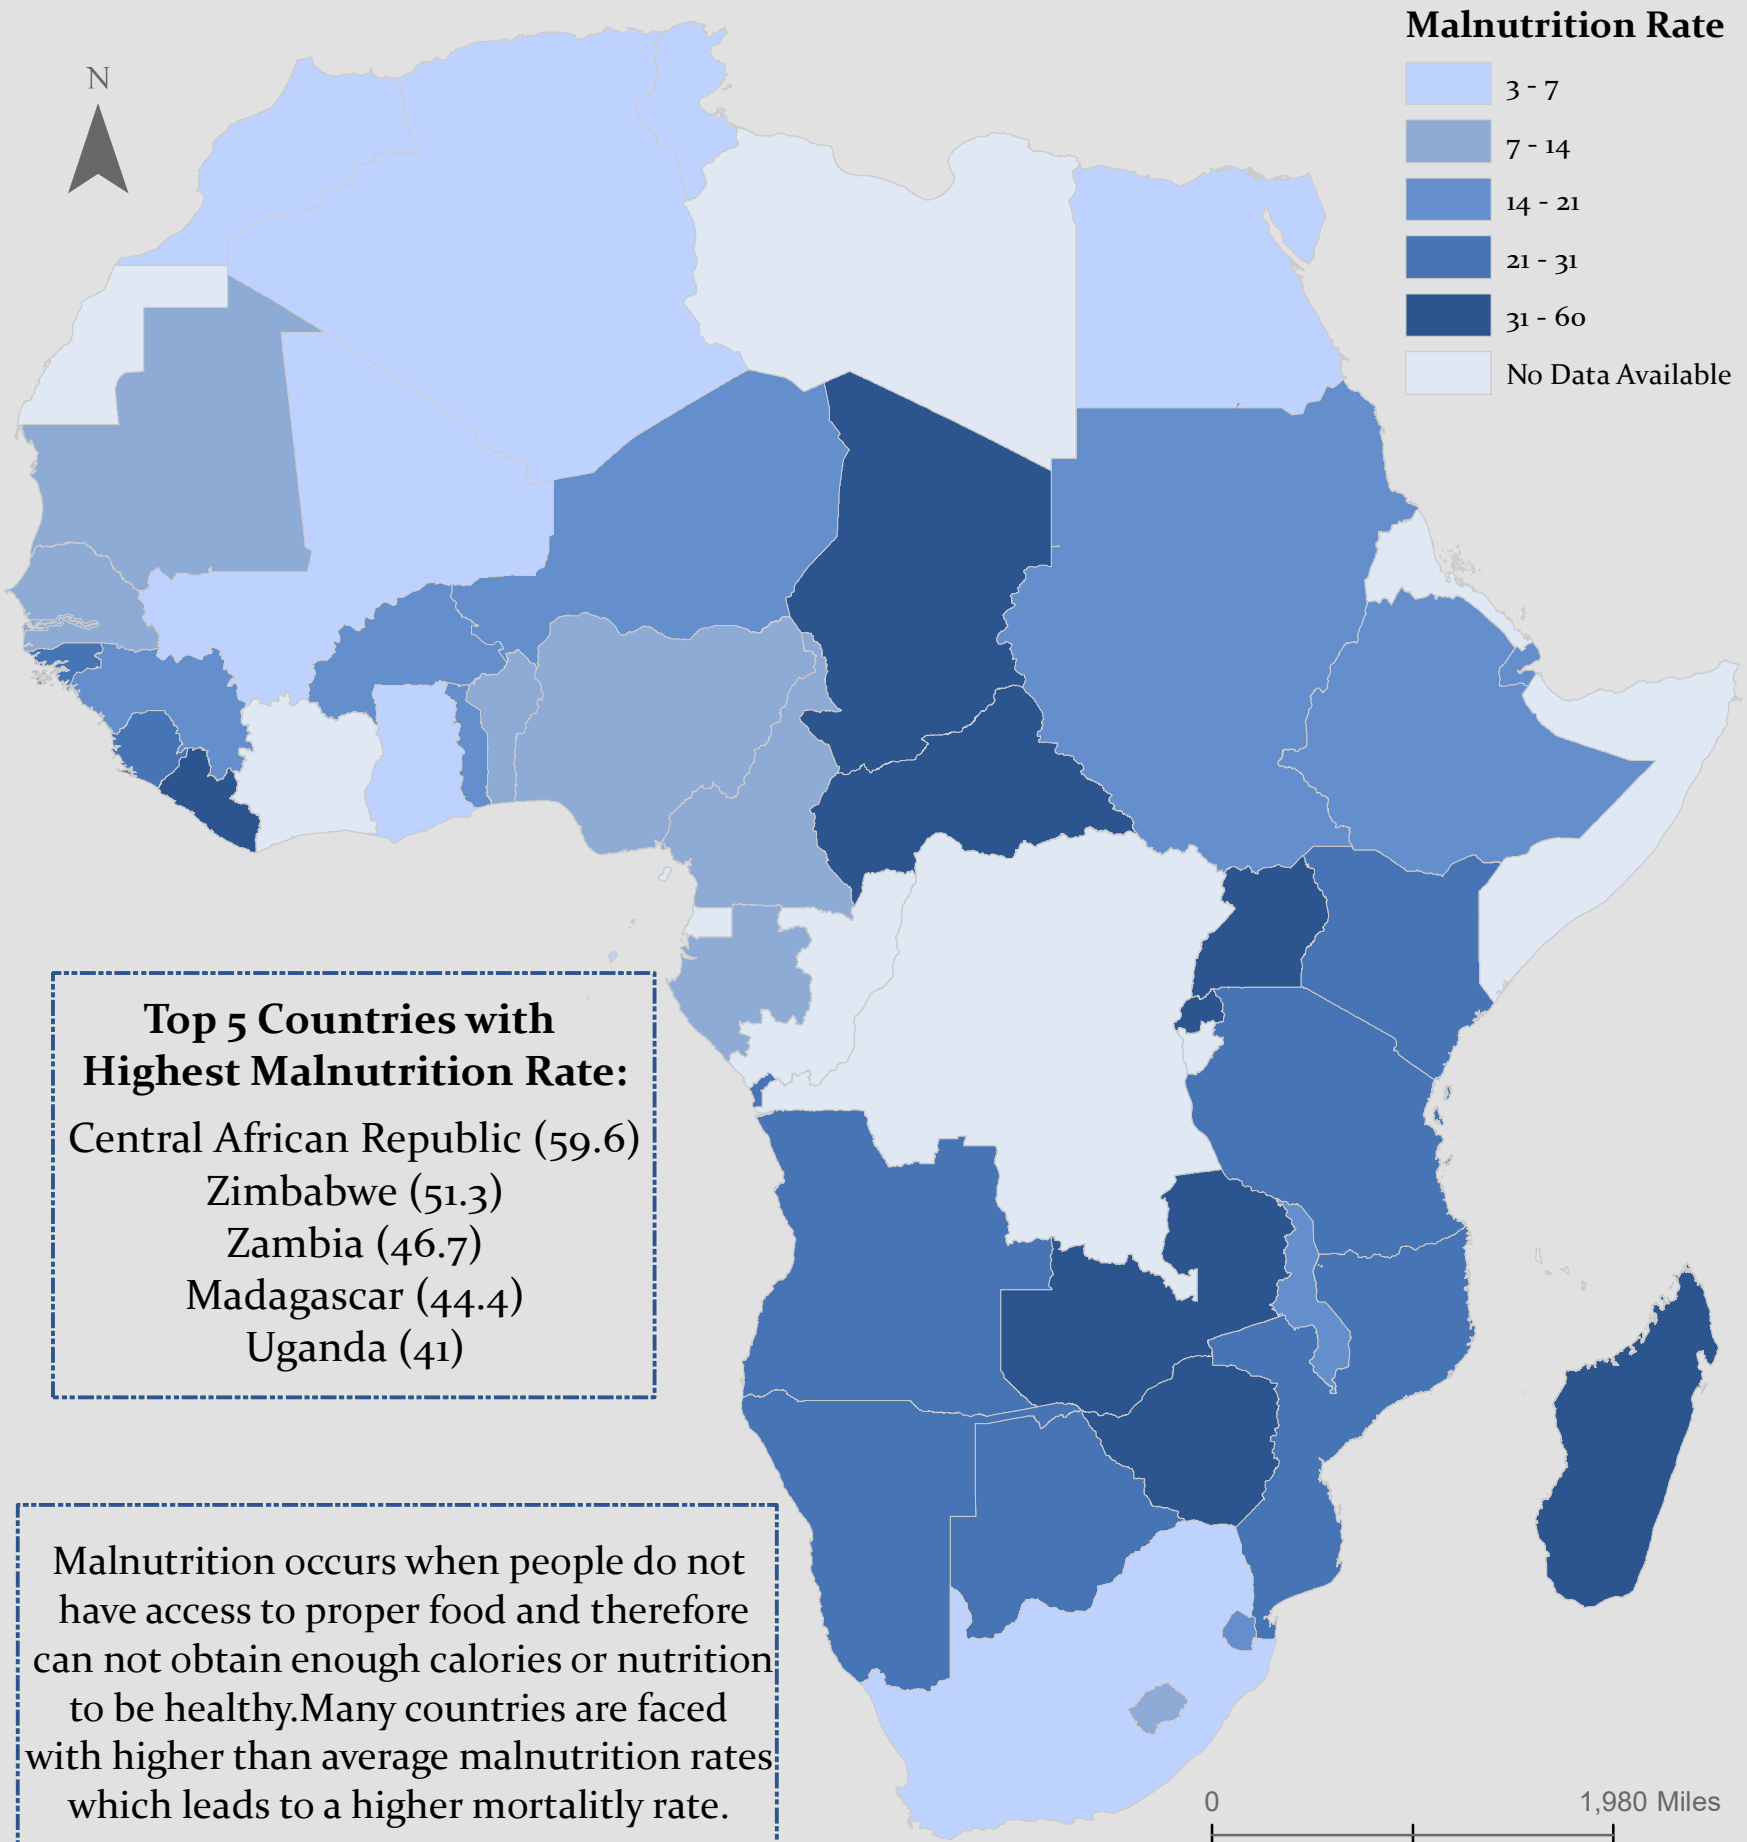 Malnutrition Rate
N
3 - 7
7 - 14
14 - 21
21 - 31
31 - 60
No Data Available
Top 5 Countries with
Highest Malnutrition Rate:
Central African Republic (59.6)
Zimbabwe (51.3)
Zambia (46.7)
Madagascar (44.4)
Uganda (41)
Malnutrition occurs when people do not
have access to proper food and therefore
can not obtain enough calories or nutrition
to be healthy.Many countries are faced
with higher than average malnutrition rates
which leads to a higher mortalitly rate.
0 1,980 Miles